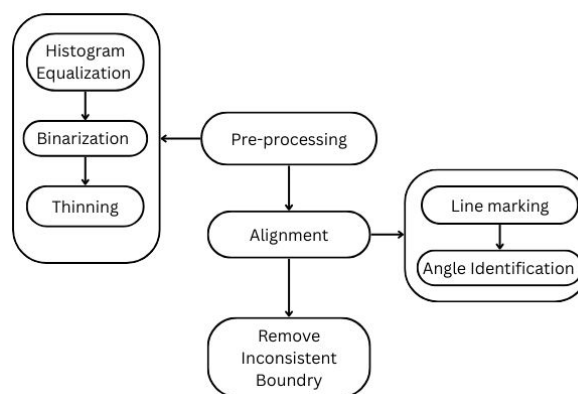 Histogram
Equalization
Binarization
Thinning
Pre-processing
Alignment
Remove
Inconsistent
Boundry
Line marking
Angle Identification